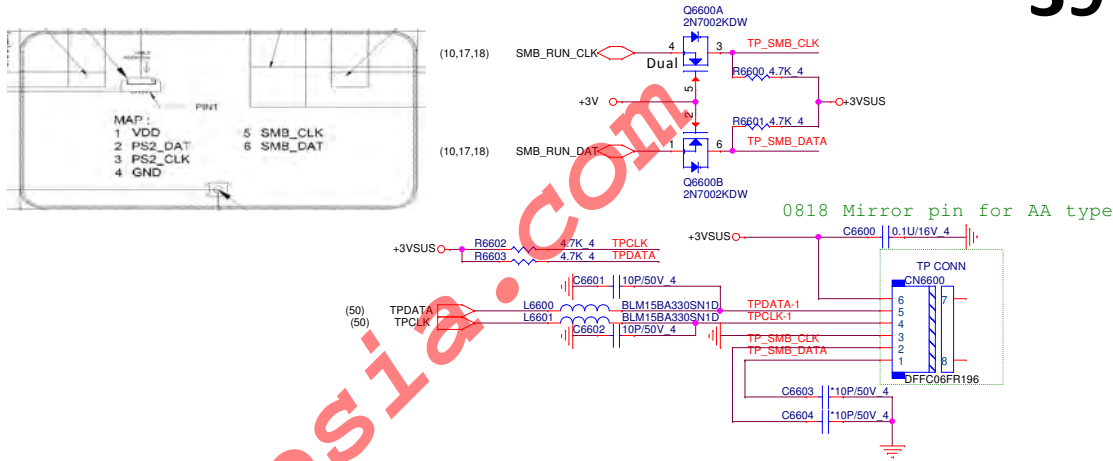 39
Q6600A
2N7002KDW
(10,17,18) SMB_RUN_CLK 4 3 TP_SMB_CLK
Dual
R6600 4.7K_4
5
+3V +3VSUS
2
R6601 4.7K_4
(10,17,18) SMB_RUN_DAT 1 6 TP_SMB_DATA
Q6600B
2N7002KDW
PIN1
MAP :
1 VDD 5 SMB_CLK
2 PS2_DAT 6 SMB_DAT
3 PS2_CLK
4 GND
0818 Mirror pin for AA type
+3VSUS C6600 0.1U/16V_4
+3VSUS R6602 4.7K_4 TPCLK
R6603 4.7K_4 TPDATA
TP CONN
CN6600
C6601 10P/50V_4
(50) TPDATA L6600 BLM15BA330SN1D TPDATA-1
(50) TPCLK L6601 BLM15BA330SN1D TPCLK-1
C6602 10P/50V_4
TP_SMB_CLK
TP_SMB_DATA
6 7
5
4
3
2
1 8
DFFC06FR196
C6603 *10P/50V_4
C6604 *10P/50V_4
psia.com